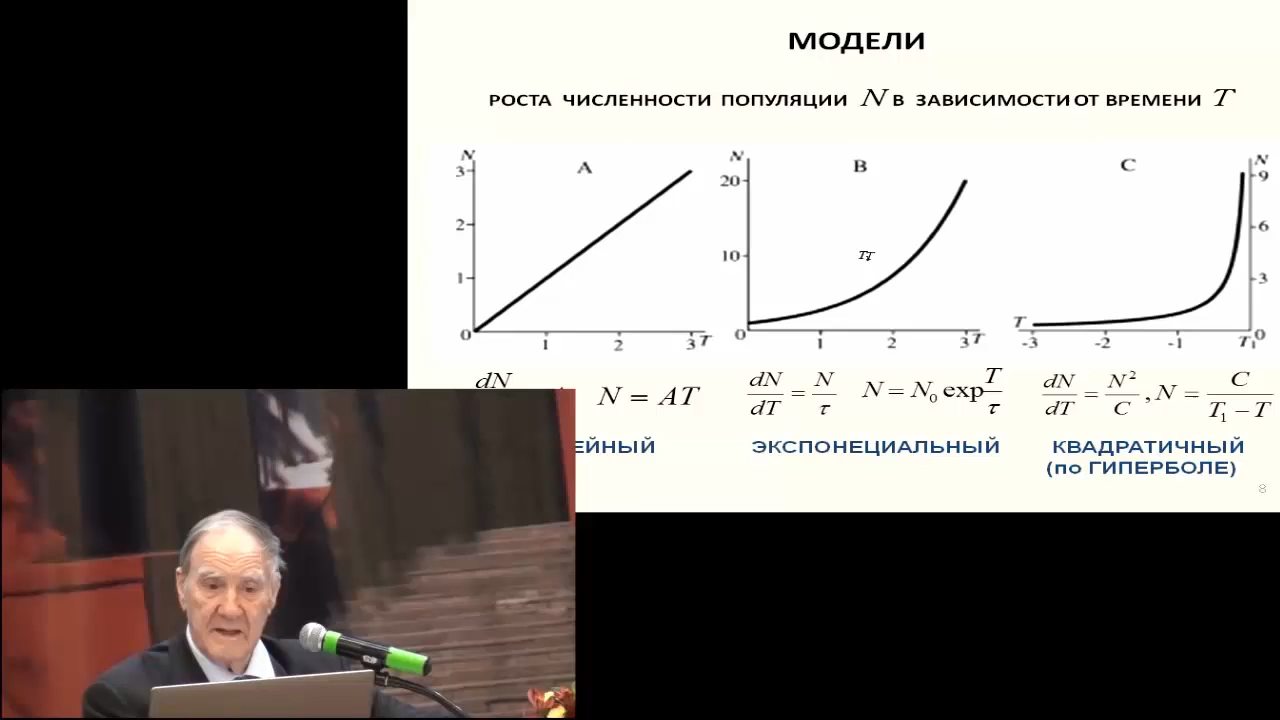 МОДЕЛИ
РОСТА ЧИСЛЕННОСТИ ПОПУЛЯЦИИ N В ЗАВИСИМОСТИ ОТ ВРЕМЕНИ T
A
N
3
2
1
0
1
2
3
T
B
N
20
10
0
1
2
3
T
C
N
9
6
3
0
T
-3
-2
-1
T₁
dN
N = AT
dN/dT = N/τ
N = N₀ exp T/τ
dN/dT = N²/C , N = C/(T₁ − T)
ЕЙНЫЙ
ЭКСПОНЕЦИАЛЬНЫЙ
КВАДРАТИЧНЫЙ
(по ГИПЕРБОЛЕ)
8